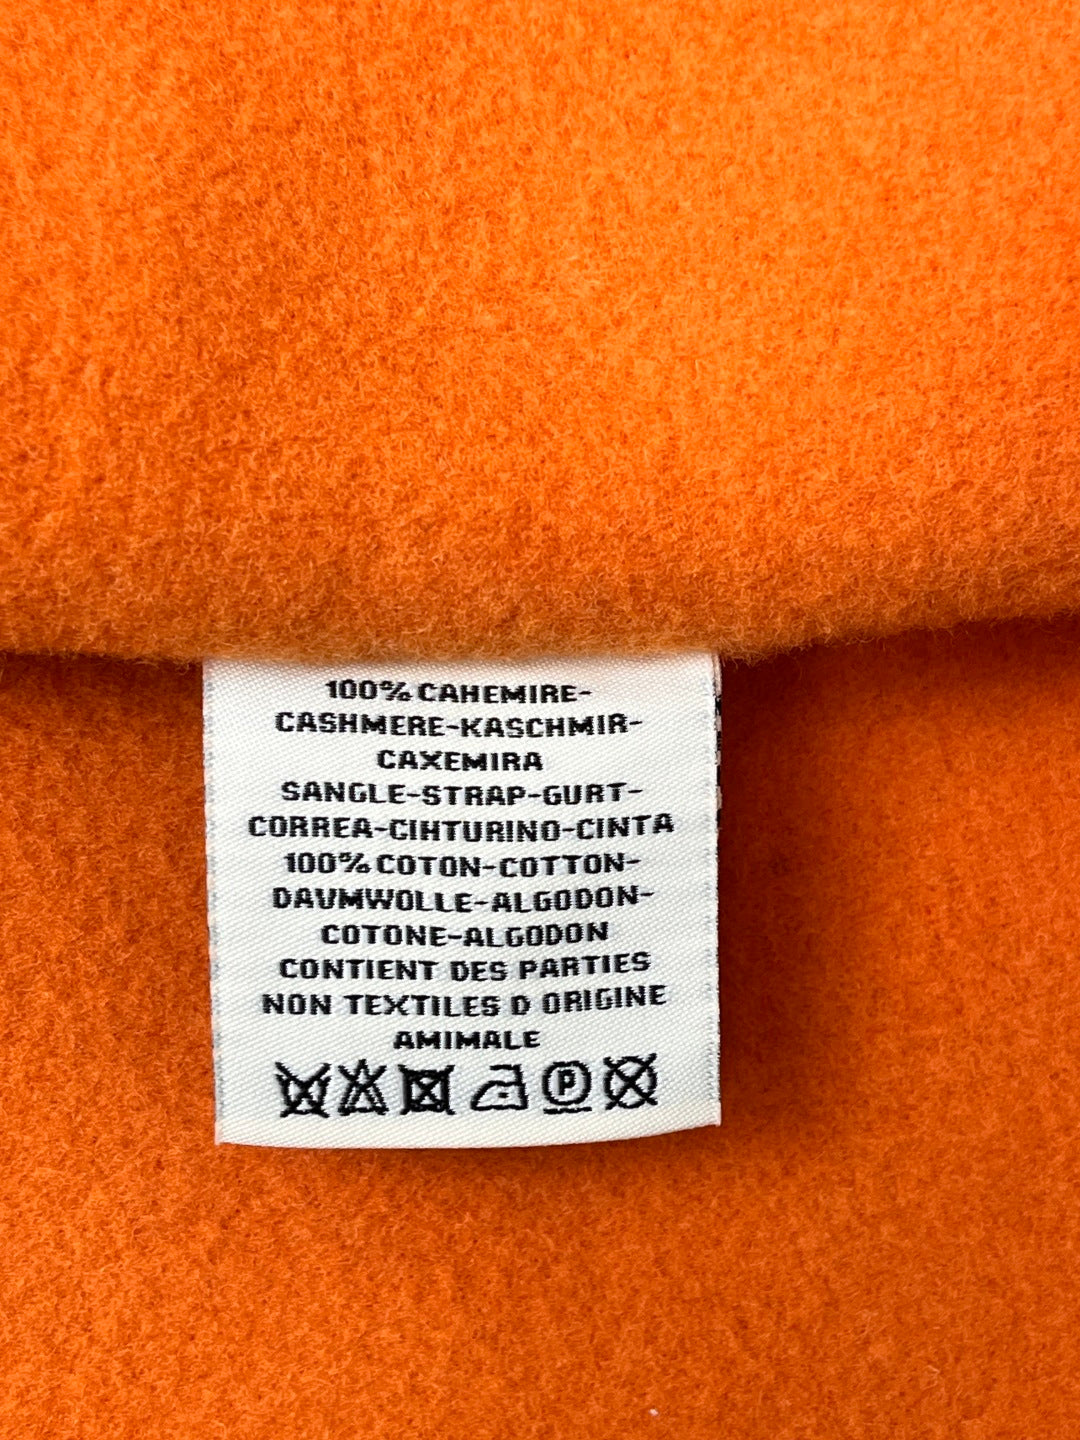 100% CAHEMIRE-
CASHMERE-KASCHMIR-
CAXEMIRA
SANGLE-STRAP-GURT-
CORREA-CIHTURINO-CINTA
100% COTON-COTTON-
DAVMWOLLE-ALGODON-
COTONE-ALGODON
CONTIENT DES PARTIES
NON TEXTILES D ORIGINE
AMIMALE
P